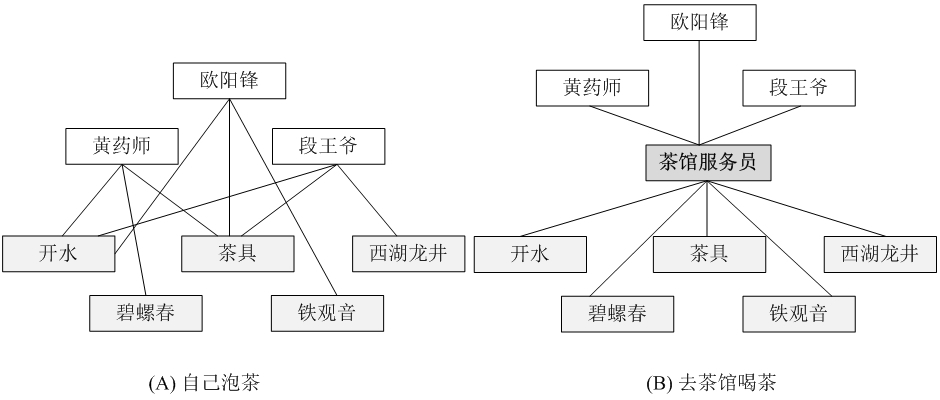 欧阳锋
黄药师
段王爷
开水
茶具
西湖龙井
碧螺春
铁观音
(A) 自己泡茶
欧阳锋
黄药师
段王爷
茶馆服务员
开水
茶具
西湖龙井
碧螺春
铁观音
(B) 去茶馆喝茶